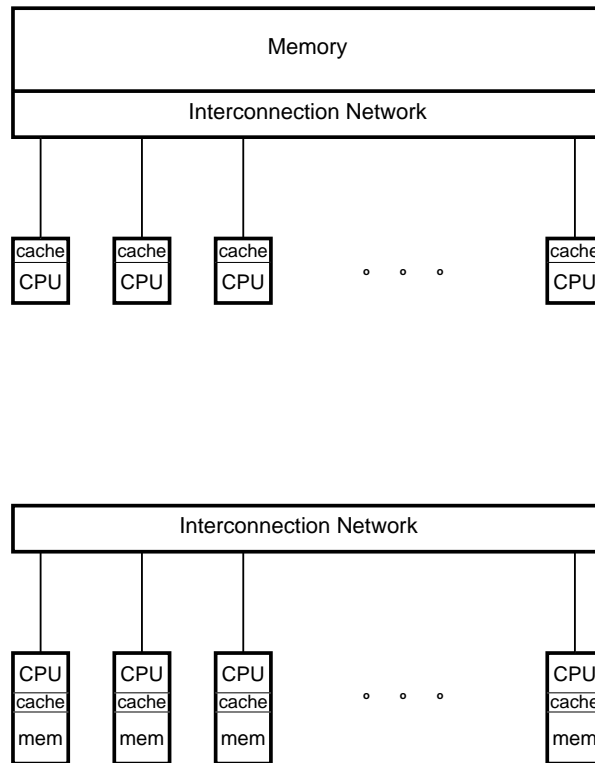 Memory
Interconnection Network
cache cache cache cache
CPU CPU CPU CPU
Interconnection Network
CPU CPU CPU CPU
cache cache cache cache
mem mem mem mem